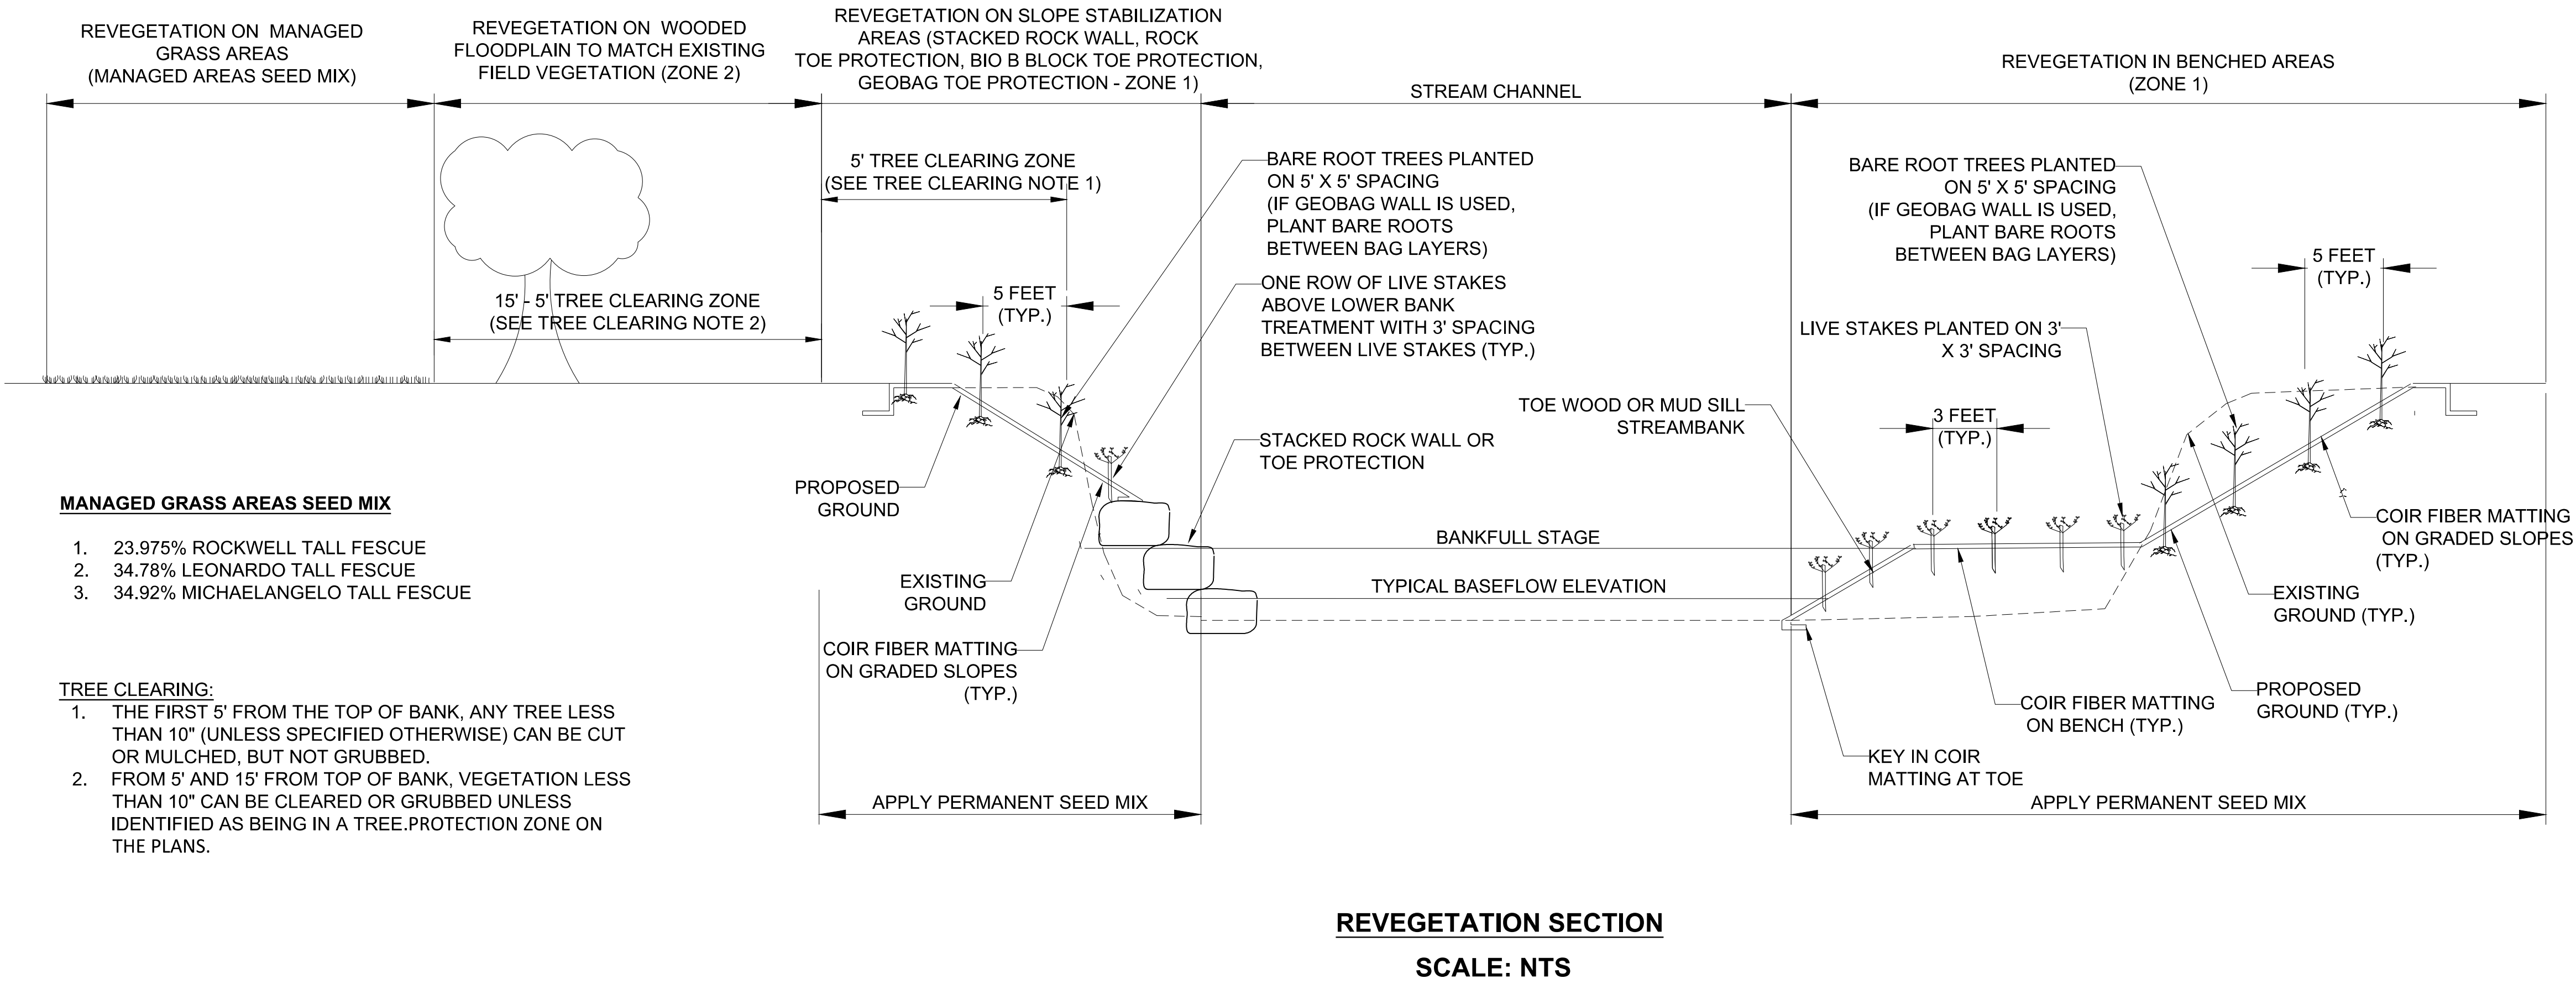 REVEGETATION ON MANAGED
GRASS AREAS
(MANAGED AREAS SEED MIX)
REVEGETATION ON WOODED
FLOODPLAIN TO MATCH EXISTING
FIELD VEGETATION (ZONE 2)
REVEGETATION ON SLOPE STABILIZATION
AREAS (STACKED ROCK WALL, ROCK
TOE PROTECTION, BIO B BLOCK TOE PROTECTION,
GEOBAG TOE PROTECTION - ZONE 1)
STREAM CHANNEL
REVEGETATION IN BENCHED AREAS
(ZONE 1)
15' - 5' TREE CLEARING ZONE
(SEE TREE CLEARING NOTE 2)
5' TREE CLEARING ZONE
(SEE TREE CLEARING NOTE 1)
5 FEET
(TYP.)
BARE ROOT TREES PLANTED
ON 5' X 5' SPACING
(IF GEOBAG WALL IS USED,
PLANT BARE ROOTS
BETWEEN BAG LAYERS)
ONE ROW OF LIVE STAKES
ABOVE LOWER BANK
TREATMENT WITH 3' SPACING
BETWEEN LIVE STAKES (TYP.)
STACKED ROCK WALL OR
TOE PROTECTION
PROPOSED
GROUND
EXISTING
GROUND
COIR FIBER MATTING
ON GRADED SLOPES
(TYP.)
BANKFULL STAGE
TYPICAL BASEFLOW ELEVATION
TOE WOOD OR MUD SILL
STREAMBANK
BARE ROOT TREES PLANTED
ON 5' X 5' SPACING
(IF GEOBAG WALL IS USED,
PLANT BARE ROOTS
BETWEEN BAG LAYERS)
LIVE STAKES PLANTED ON 3'
X 3' SPACING
3 FEET
(TYP.)
5 FEET
(TYP.)
COIR FIBER MATTING
ON GRADED SLOPES
(TYP.)
EXISTING
GROUND (TYP.)
PROPOSED
GROUND (TYP.)
COIR FIBER MATTING
ON BENCH (TYP.)
KEY IN COIR
MATTING AT TOE
APPLY PERMANENT SEED MIX
APPLY PERMANENT SEED MIX
MANAGED GRASS AREAS SEED MIX
1. 23.975% ROCKWELL TALL FESCUE
2. 34.78% LEONARDO TALL FESCUE
3. 34.92% MICHAELANGELO TALL FESCUE
TREE CLEARING:
1. THE FIRST 5' FROM THE TOP OF BANK, ANY TREE LESS
THAN 10" (UNLESS SPECIFIED OTHERWISE) CAN BE CUT
OR MULCHED, BUT NOT GRUBBED.
2. FROM 5' AND 15' FROM TOP OF BANK, VEGETATION LESS
THAN 10" CAN BE CLEARED OR GRUBBED UNLESS
IDENTIFIED AS BEING IN A TREE.PROTECTION ZONE ON
THE PLANS.
REVEGETATION SECTION
SCALE: NTS